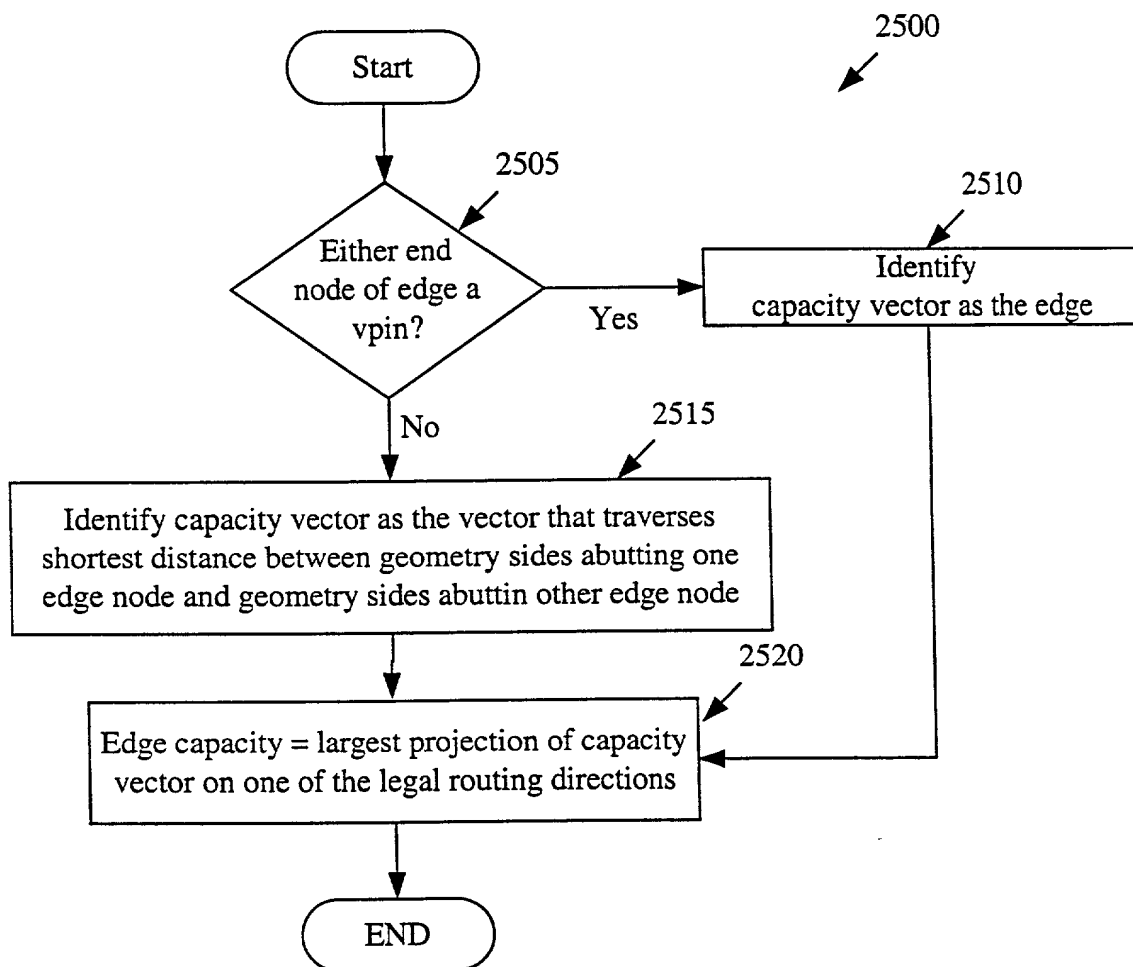 2500
Start
2505
Either end
node of edge a
vpin?
Yes
2510
Identify
capacity vector as the edge
No
2515
Identify capacity vector as the vector that traverses
shortest distance between geometry sides abutting one
edge node and geometry sides abuttin other edge node
2520
Edge capacity = largest projection of capacity
vector on one of the legal routing directions
END